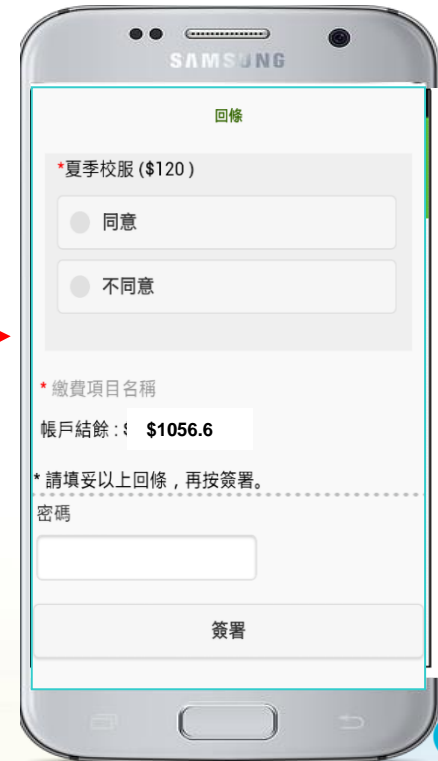 SAMSUNG
回條
*夏季校服 ($120 )
同意
不同意
* 繳費項目名稱
帳戶結餘 : $ $1056.6
* 請填妥以上回條，再按簽署。
密碼
簽署